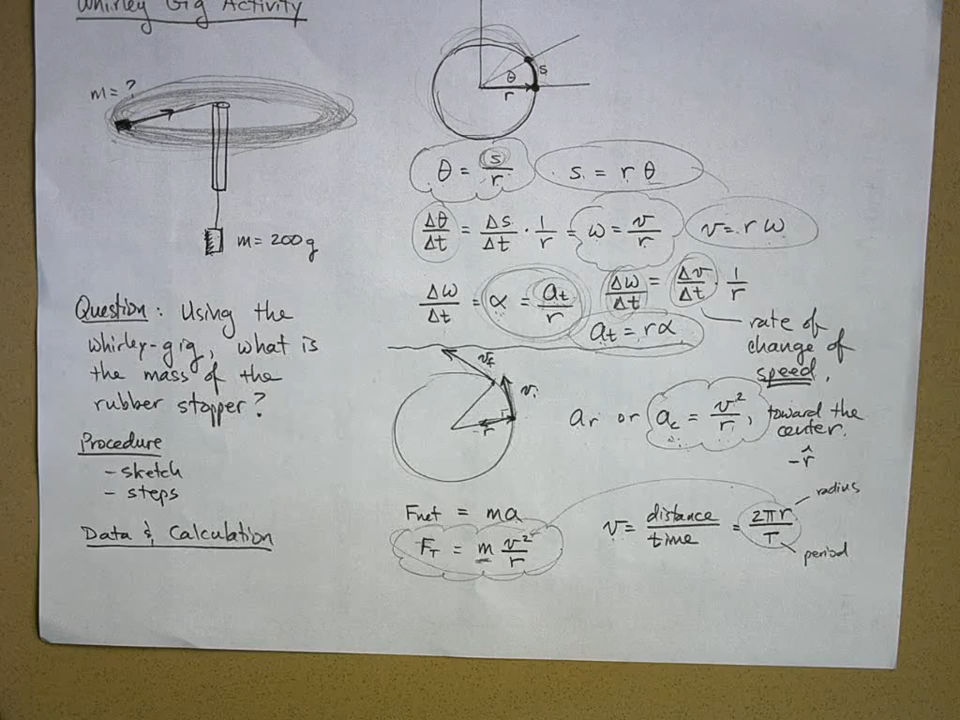 Whirley Gig Activity
m = ?
m = 200 g
Question: Using the
whirley-gig, what is
the mass of the
rubber stopper?
Procedure
- sketch
- steps
Data & Calculation
θ
s
r
θ = s/r
s = r θ
Δθ/Δt = Δs/Δt · 1/r = ω = v/r
v = r ω
Δω/Δt = α = at/r
Δω/Δt = Δv/Δt · 1/r
at = rα
rate of
change of
speed.
vf
vi
r
ar or ac = v²/r, toward the
center.
-r̂
Fnet = ma
FT = m v²/r
v = distance/time = 2πr/T
radius
period